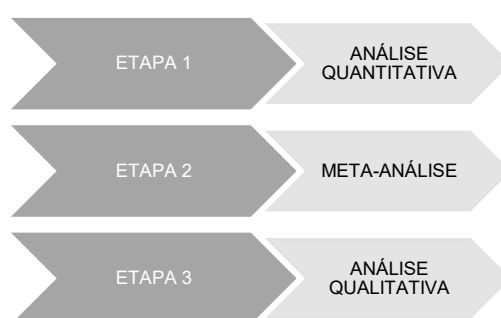 ETAPA 1
ANÁLISE
QUANTITATIVA
ETAPA 2
META-ANÁLISE
ETAPA 3
ANÁLISE
QUALITATIVA